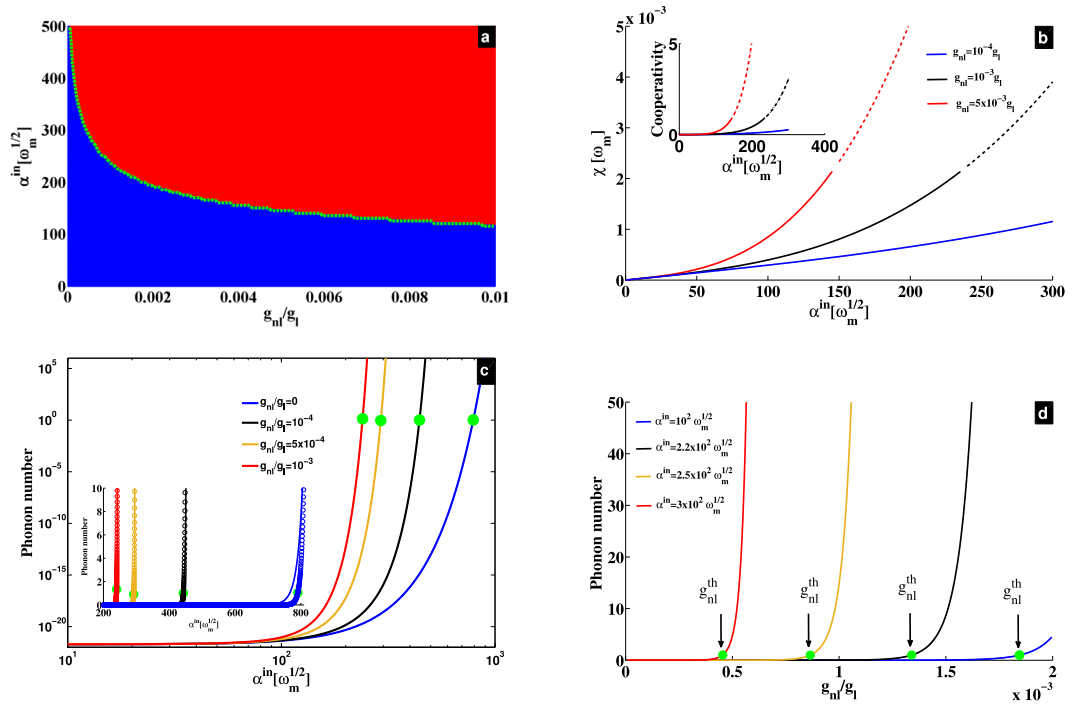 a
α^in[ω_m^1/2]
500
400
300
200
100
0
0
0.002
0.004
0.006
0.008
0.01
g_nl/g_l
b
x 10^-3
χ [ω_m]
5
4
3
2
1
0
0
50
100
150
200
250
300
α^in[ω_m^1/2]
g_nl=10^-4g_l
g_nl=10^-3g_l
g_nl=5x10^-3g_l
Cooperativity
5
0
0
200
400
α^in[ω_m^1/2]
c
Phonon number
10^5
10^0
10^-5
10^-10
10^-15
10^-20
10^1
10^2
10^3
α^in[ω_m^1/2]
g_nl/g_l=0
g_nl/g_l=10^-4
g_nl/g_l=5x10^-4
g_nl/g_l=10^-3
Phonon number
10
8
6
4
2
0
200
400
600
800
α^in[ω_m^1/2]
d
Phonon number
50
40
30
20
10
0
0
0.5
1
1.5
2
x 10^-3
g_nl/g_l
α^in=10^2 ω_m^1/2
α^in=2.2x10^2 ω_m^1/2
α^in=2.5x10^2 ω_m^1/2
α^in=3x10^2 ω_m^1/2
g_nl^th
g_nl^th
g_nl^th
g_nl^th